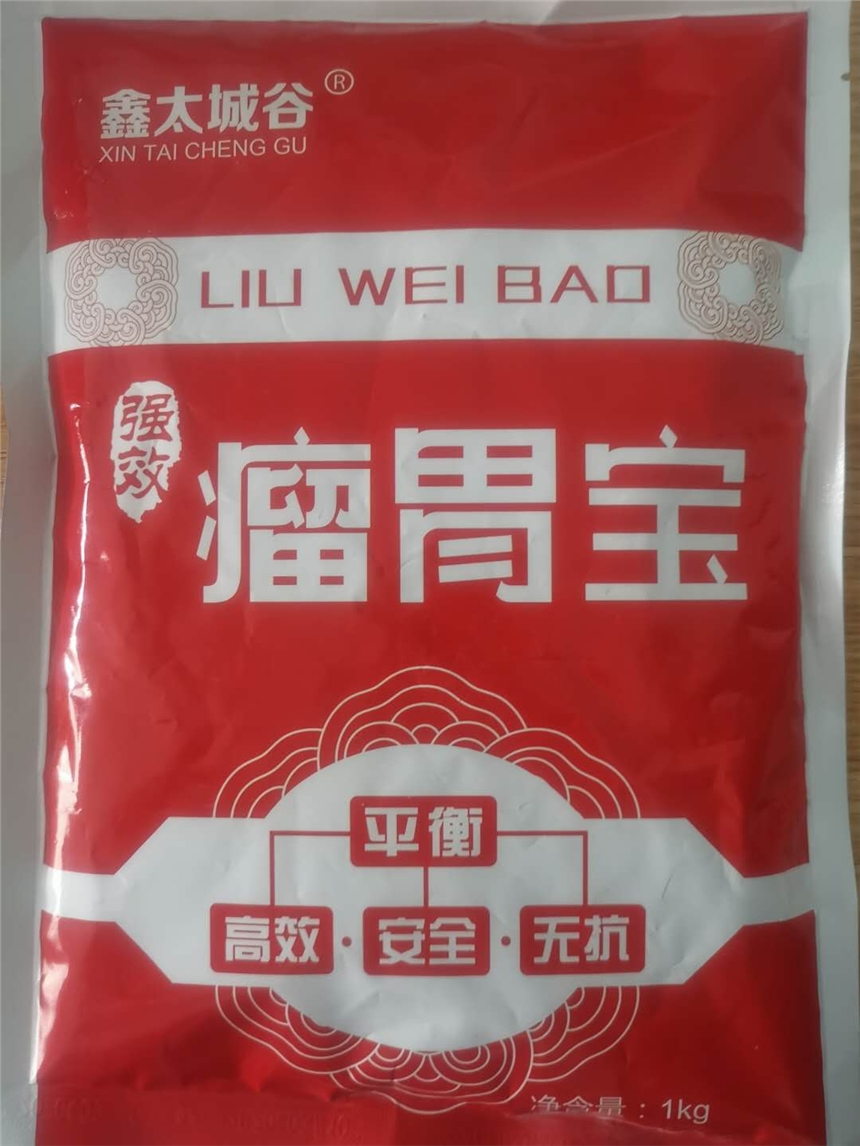 鑫太城谷®
XIN TAI CHENG GU
LIU WEI BAO
强效
瘤胃宝
平衡
高效·安全·无抗
净含量：1kg